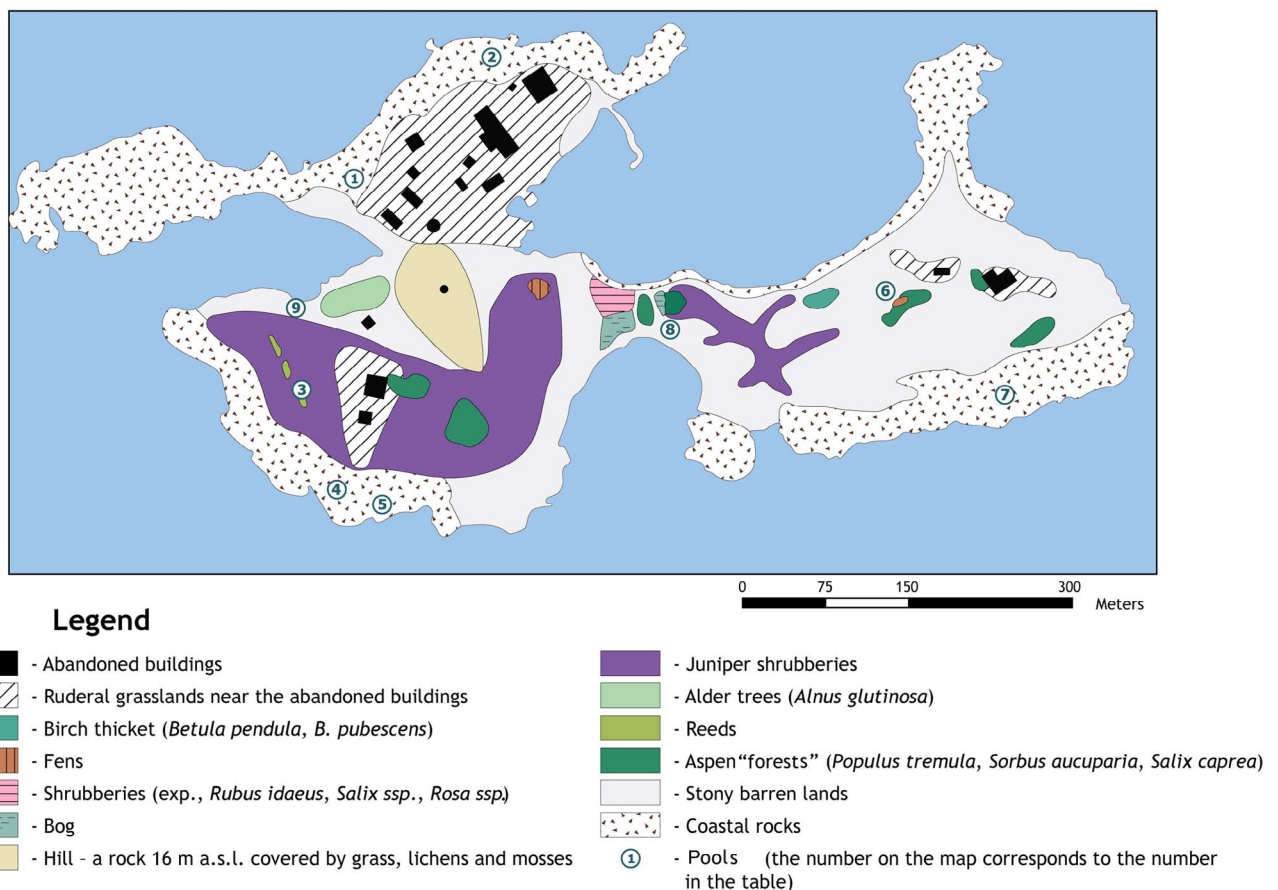 2
1
6
9
8
3
7
4
5
0 75 150 300
Meters
Legend
- Abandoned buildings
- Ruderal grasslands near the abandoned buildings
- Birch thicket (Betula pendula, B. pubescens)
- Fens
- Shrubberies (exp., Rubus idaeus, Salix ssp., Rosa ssp.)
- Bog
- Hill - a rock 16 m a.s.l. covered by grass, lichens and mosses
- Juniper shrubberies
- Alder trees (Alnus glutinosa)
- Reeds
- Aspen“forests” (Populus tremula, Sorbus aucuparia, Salix caprea)
- Stony barren lands
- Coastal rocks
1 - Pools (the number on the map corresponds to the number
in the table)